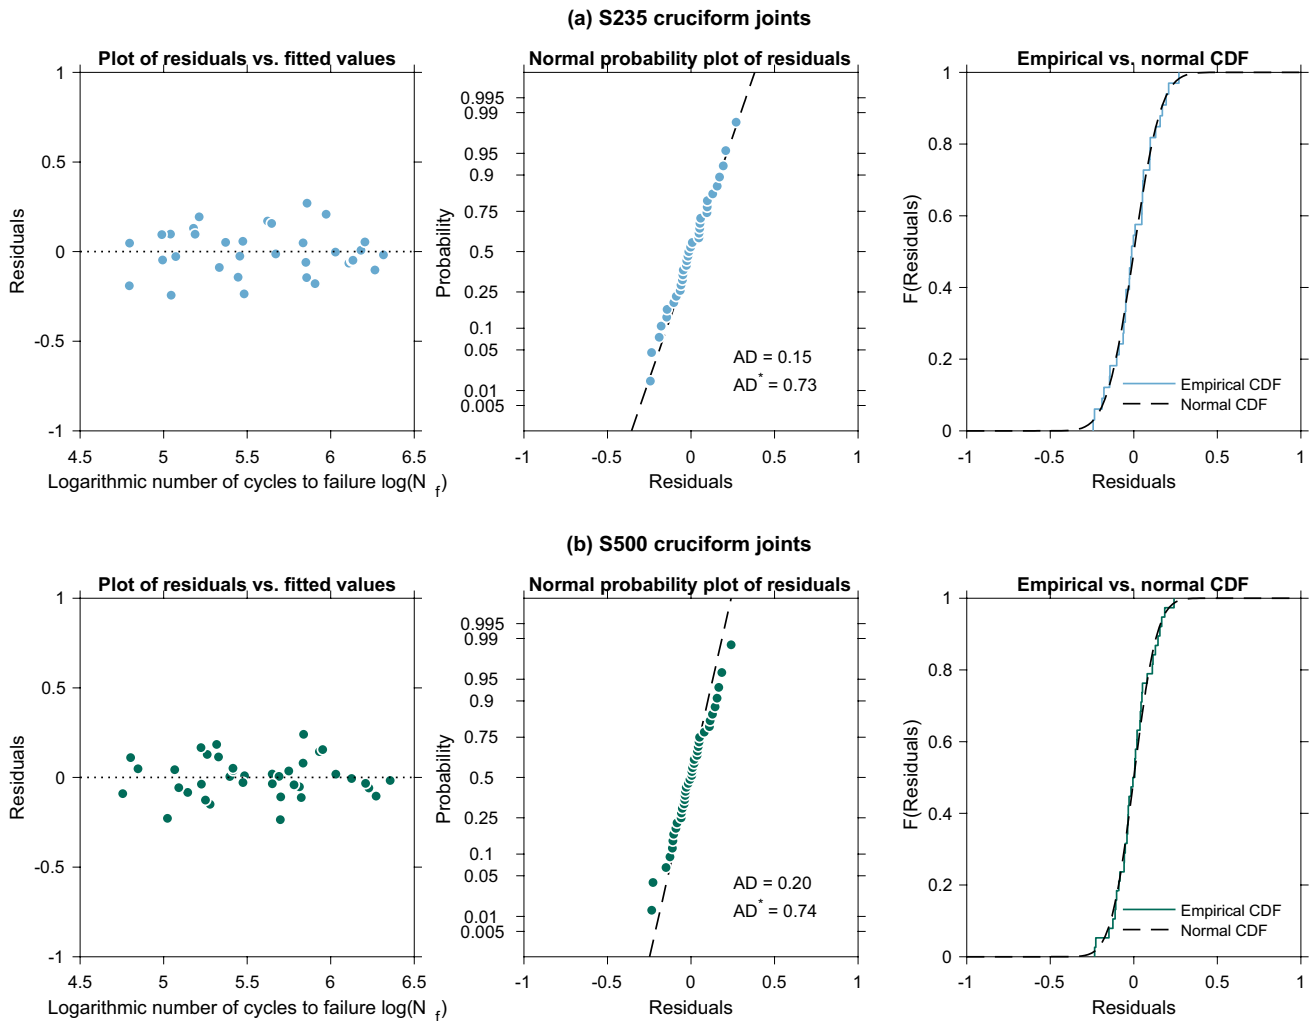 (a) S235 cruciform joints
Plot of residuals vs. fitted values
1
0.5
0
-0.5
-1
Residuals
4.5 5 5.5 6 6.5
Logarithmic number of cycles to failure log(N_f)
Normal probability plot of residuals
0.995
0.99
0.95
0.9
0.75
0.5
0.25
0.1
0.05
0.01
0.005
Probability
AD = 0.15
AD* = 0.73
-1 -0.5 0 0.5 1
Residuals
Empirical vs. normal CDF
1
0.8
0.6
0.4
0.2
0
F(Residuals)
Empirical CDF
Normal CDF
-1 -0.5 0 0.5 1
Residuals
(b) S500 cruciform joints
Plot of residuals vs. fitted values
1
0.5
0
-0.5
-1
Residuals
4.5 5 5.5 6 6.5
Logarithmic number of cycles to failure log(N_f)
Normal probability plot of residuals
0.995
0.99
0.95
0.9
0.75
0.5
0.25
0.1
0.05
0.01
0.005
Probability
AD = 0.20
AD* = 0.74
-1 -0.5 0 0.5 1
Residuals
Empirical vs. normal CDF
1
0.8
0.6
0.4
0.2
0
F(Residuals)
Empirical CDF
Normal CDF
-1 -0.5 0 0.5 1
Residuals